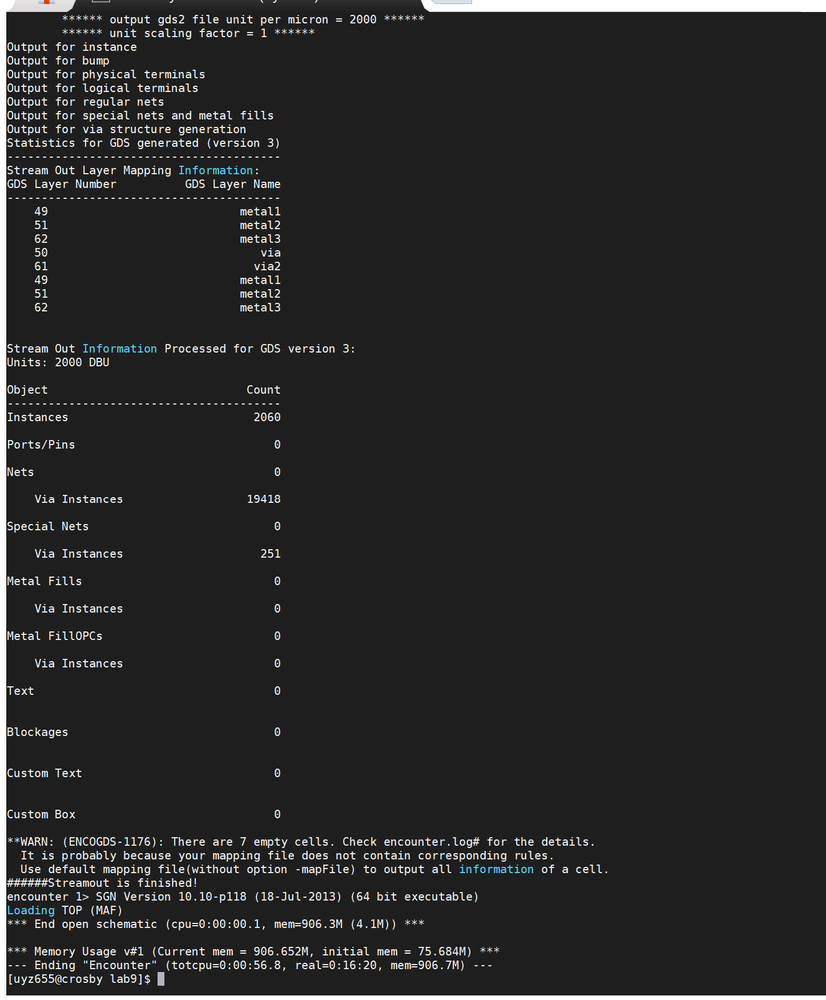 ****** output gds2 file unit per micron = 2000 ******
****** unit scaling factor = 1 ******
Output for instance
Output for bump
Output for physical terminals
Output for logical terminals
Output for regular nets
Output for special nets and metal fills
Output for via structure generation
Statistics for GDS generated (version 3)
----------------------------------------
Stream Out Layer Mapping Information:
GDS Layer Number          GDS Layer Name
----------------------------------------
    49                            metal1
    51                            metal2
    62                            metal3
    50                               via
    61                              via2
    49                            metal1
    51                            metal2
    62                            metal3
Stream Out Information Processed for GDS version 3:
Units: 2000 DBU
Object                             Count
----------------------------------------
Instances                           2060
Ports/Pins                             0
Nets                                   0
    Via Instances                  19418
Special Nets                           0
    Via Instances                    251
Metal Fills                            0
    Via Instances                      0
Metal FillOPCs                         0
    Via Instances                      0
Text                                   0
Blockages                              0
Custom Text                            0
Custom Box                             0
**WARN: (ENCOGDS-1176): There are 7 empty cells. Check encounter.log# for the details.
  It is probably because your mapping file does not contain corresponding rules.
  Use default mapping file(without option -mapFile) to output all information of a cell.
######Streamout is finished!
encounter 1> SGN Version 10.10-p118 (18-Jul-2013) (64 bit executable)
Loading TOP (MAF)
*** End open schematic (cpu=0:00:00.1, mem=906.3M (4.1M)) ***
*** Memory Usage v#1 (Current mem = 906.652M, initial mem = 75.684M) ***
--- Ending "Encounter" (totcpu=0:00:56.8, real=0:16:20, mem=906.7M) ---
[uyz655@crosby lab9]$